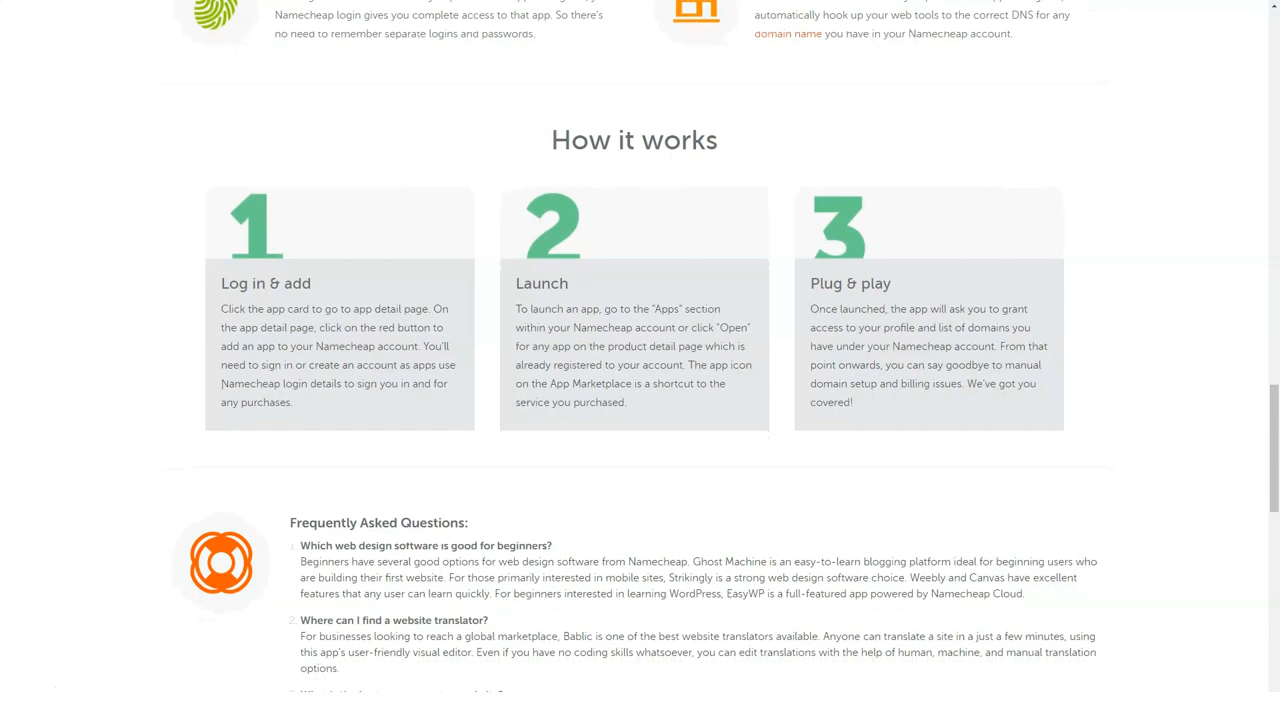 Namecheap login gives you complete access to that app. So there's
no need to remember separate logins and passwords.
automatically hook up your web tools to the correct DNS for any
domain name you have in your Namecheap account.
How it works
1
Log in & add
Click the app card to go to app detail page. On
the app detail page, click on the red button to
add an app to your Namecheap account. You'll
need to sign in or create an account as apps use
Namecheap login details to sign you in and for
any purchases.
2
Launch
To launch an app, go to the "Apps" section
within your Namecheap account or click "Open"
for any app on the product detail page which is
already registered to your account. The app icon
on the App Marketplace is a shortcut to the
service you purchased.
3
Plug & play
Once launched, the app will ask you to grant
access to your profile and list of domains you
have under your Namecheap account. From that
point onwards, you can say goodbye to manual
domain setup and billing issues. We've got you
covered!
Frequently Asked Questions:
1. Which web design software is good for beginners?
Beginners have several good options for web design software from Namecheap. Ghost Machine is an easy-to-learn blogging platform ideal for beginning users who
are building their first website. For those primarily interested in mobile sites, Strikingly is a strong web design software choice. Weebly and Canvas have excellent
features that any user can learn quickly. For beginners interested in learning WordPress, EasyWP is a full-featured app powered by Namecheap Cloud.
2. Where can I find a website translator?
For businesses looking to reach a global marketplace, Bablic is one of the best website translators available. Anyone can translate a site in a just a few minutes, using
this app's user-friendly visual editor. Even if you have no coding skills whatsoever, you can edit translations with the help of human, machine, and manual translation
options.